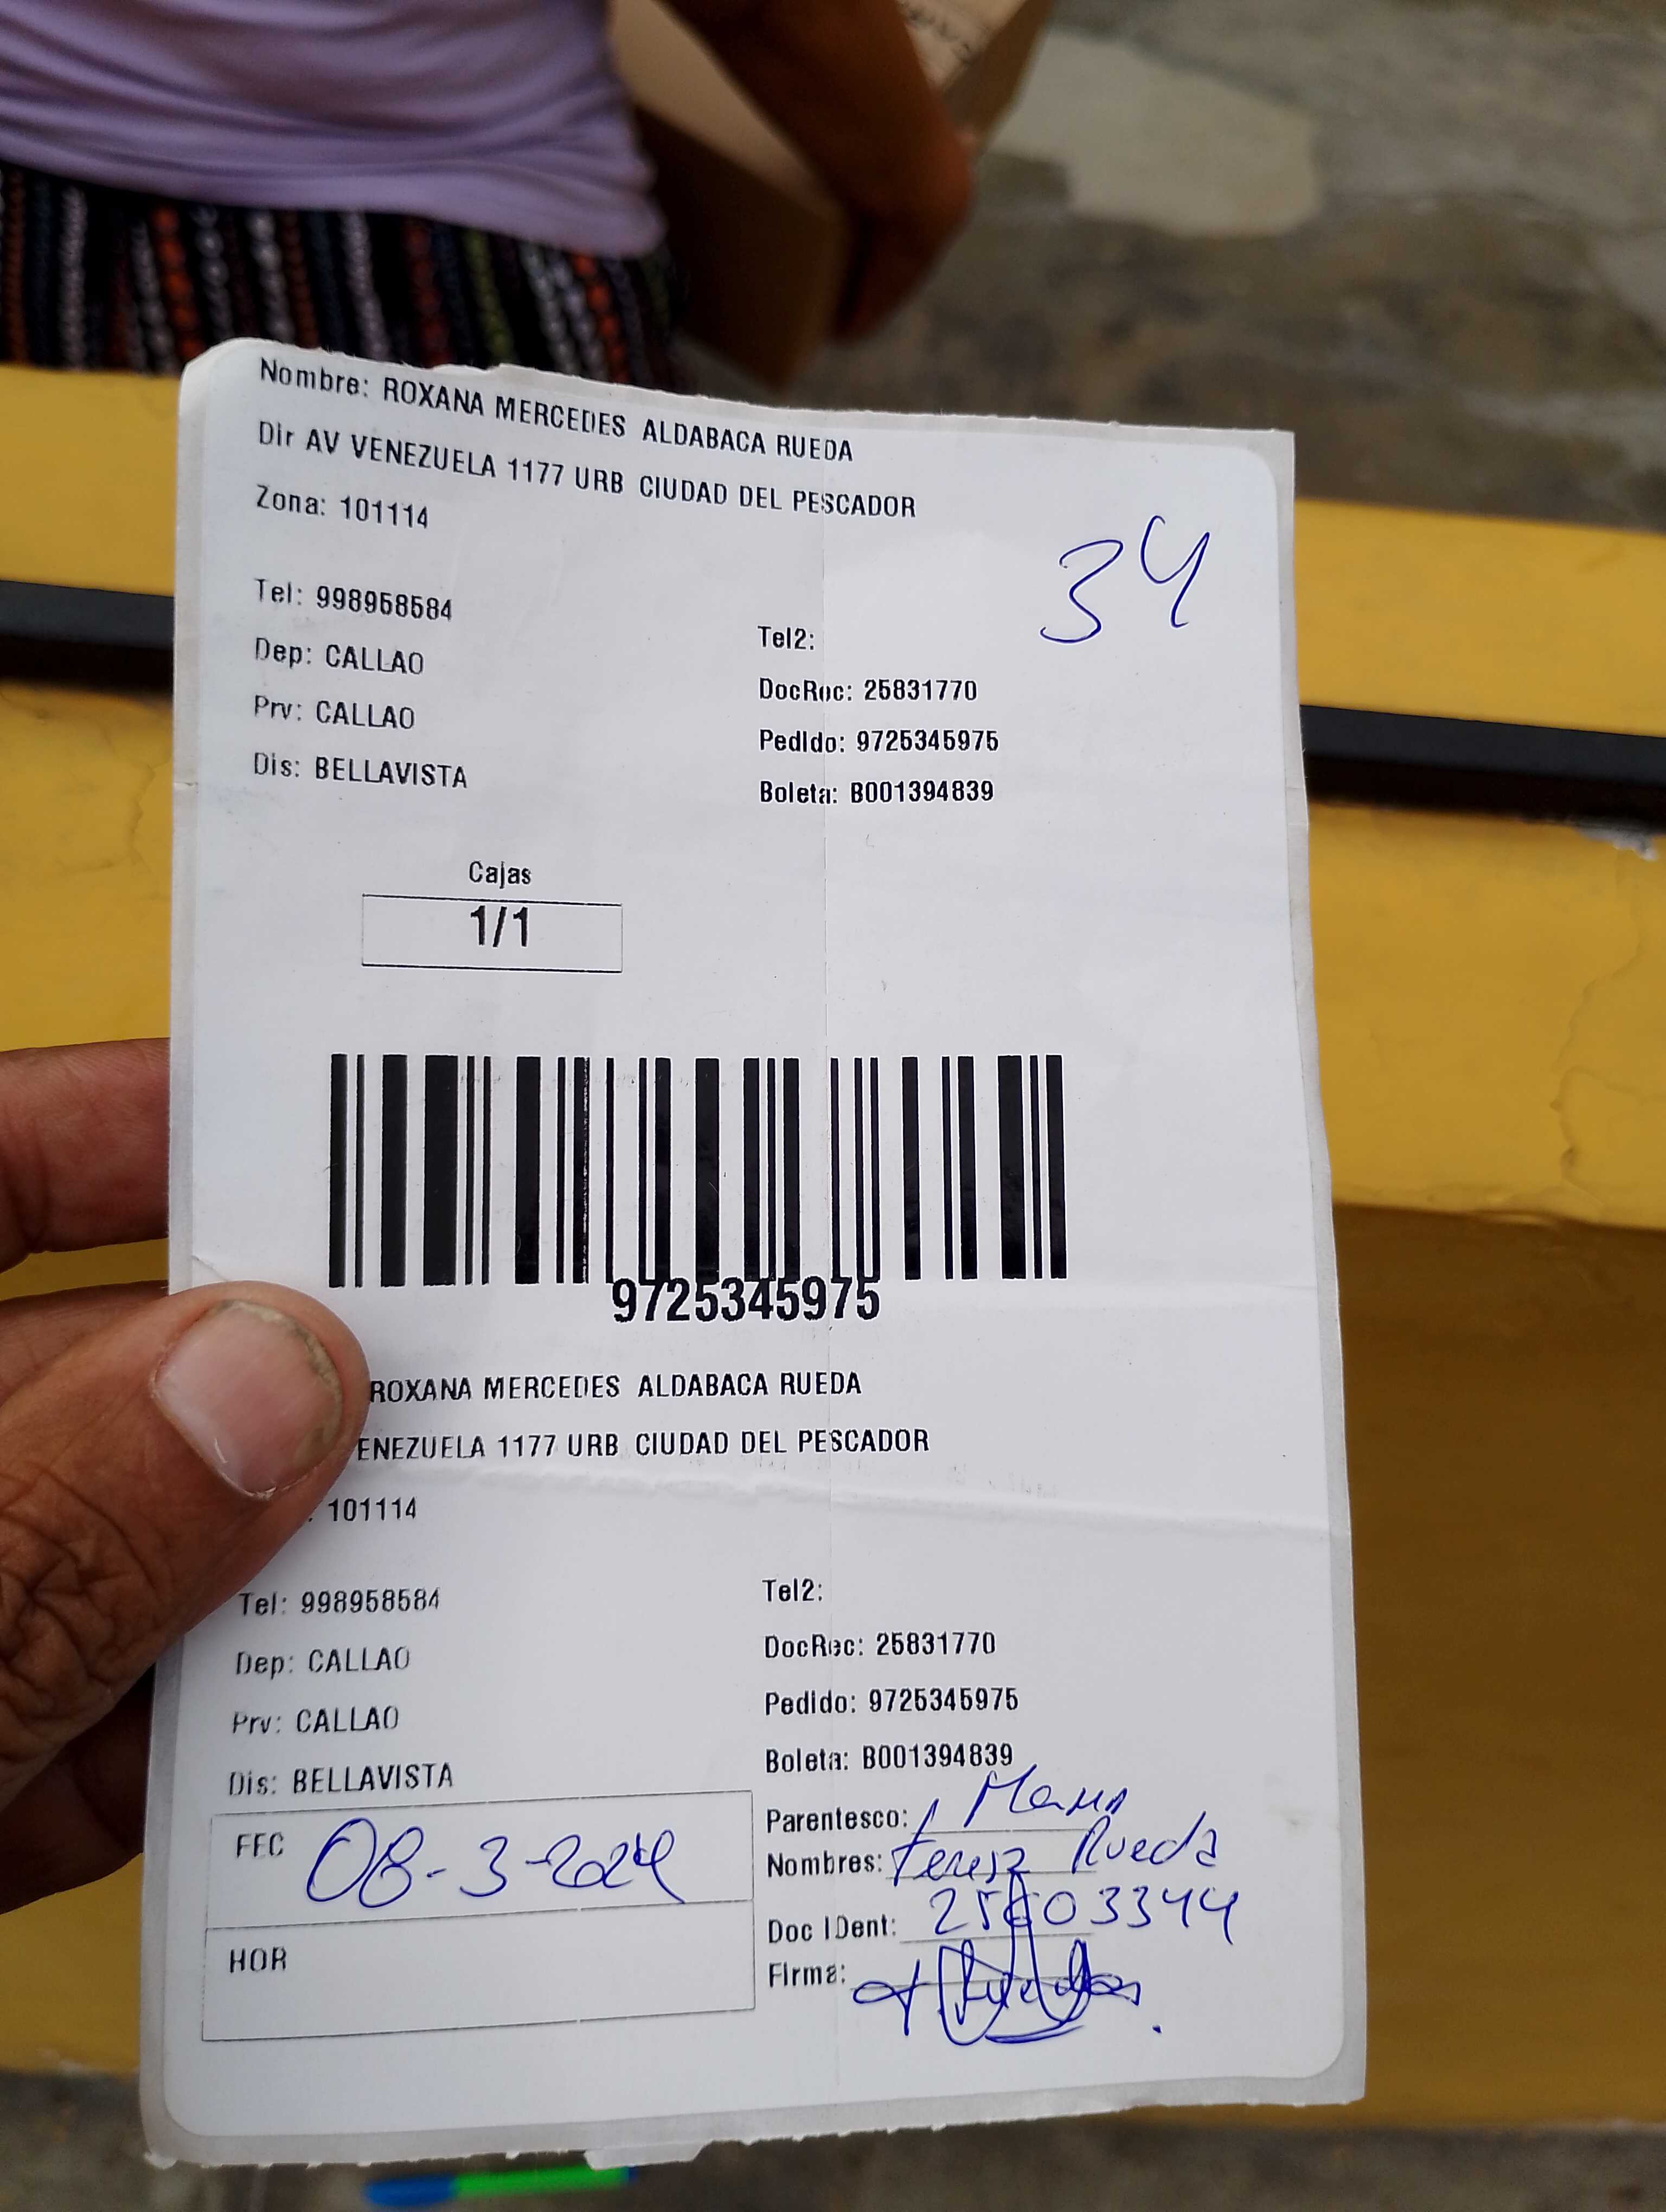 Nombre: ROXANA MERCEDES ALDABACA RUEDA
Dir AV VENEZUELA 1177 URB CIUDAD DEL PESCADOR
Zona: 101114
34
Tel: 998958584
Tel2:
Dep: CALLAO
DocRec: 25831770
Prv: CALLAO
Pedido: 9725345975
Dis: BELLAVISTA
Boleta: B001394839
Cajas
1/1
9725345975
ROXANA MERCEDES ALDABACA RUEDA
ENEZUELA 1177 URB CIUDAD DEL PESCADOR
: 101114
Tel: 998958584
Tel2:
Dep: CALLAO
DocRec: 25831770
Prv: CALLAO
Pedido: 9725345975
Dis: BELLAVISTA
Boleta: B001394839
FEC 08-3-2024
Parentesco:
Nombres: Rueda
Doc IDent:
HOR
Firma: